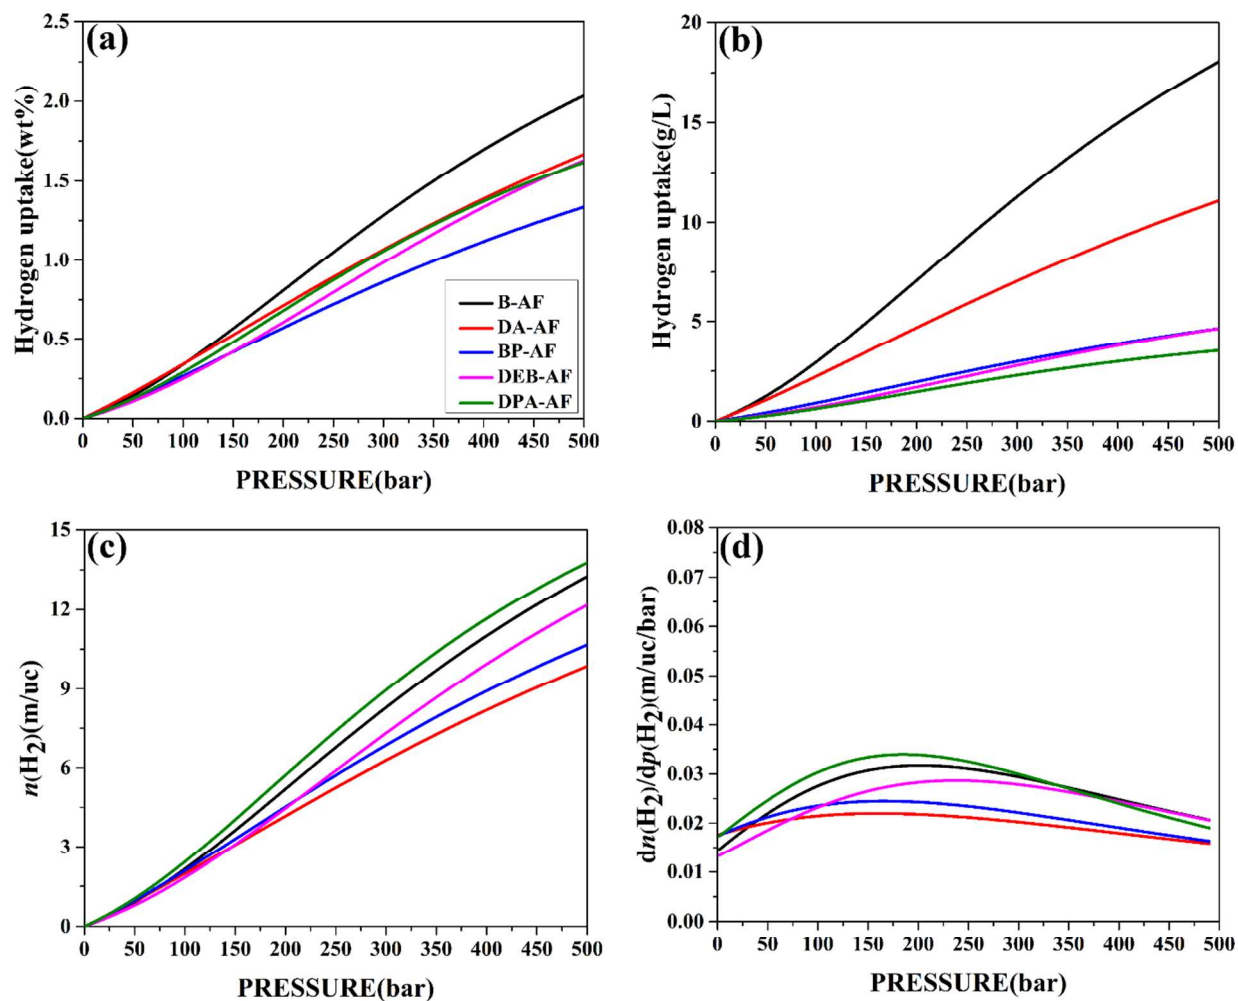 (a)
2.5
2.0
1.5
1.0
0.5
0.0
Hydrogen uptake(wt%)
0 50 100 150 200 250 300 350 400 450 500
PRESSURE(bar)
B-AF
DA-AF
BP-AF
DEB-AF
DPA-AF
(b)
20
15
10
5
0
Hydrogen uptake(g/L)
0 50 100 150 200 250 300 350 400 450 500
PRESSURE(bar)
(c)
15
12
9
6
3
0
n(H2)(m/uc)
0 50 100 150 200 250 300 350 400 450 500
PRESSURE(bar)
(d)
0.08
0.07
0.06
0.05
0.04
0.03
0.02
0.01
0.00
dn(H2)/dp(H2)(m/uc/bar)
0 50 100 150 200 250 300 350 400 450 500
PRESSURE(bar)